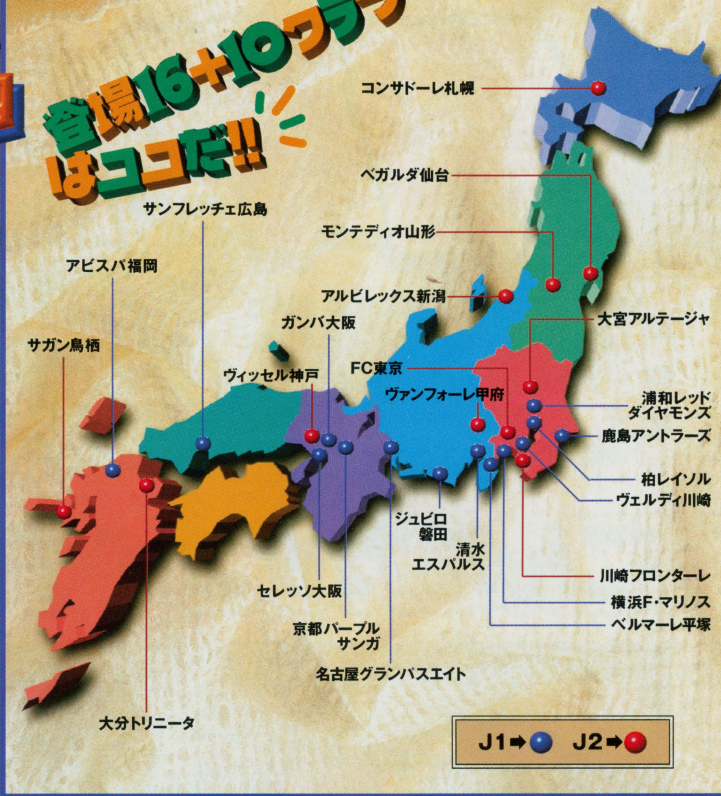 登場16+10クラブ
はココだ!!
コンサドーレ札幌
ベガルダ仙台
モンテディオ山形
サンフレッチェ広島
アビスパ福岡
アルビレックス新潟
ガンバ大阪
大宮アルテージャ
サガン鳥栖
FC東京
ヴィッセル神戸
ヴァンフォーレ甲府
浦和レッド
ダイヤモンズ
鹿島アントラーズ
柏レイソル
ヴェルディ川崎
ジュビロ
磐田
清水
エスパルス
川崎フロンターレ
セレッソ大阪
横浜F・マリノス
京都パープル
サンガ
ベルマーレ平塚
名古屋グランパスエイト
大分トリニータ
J1➡ J2➡